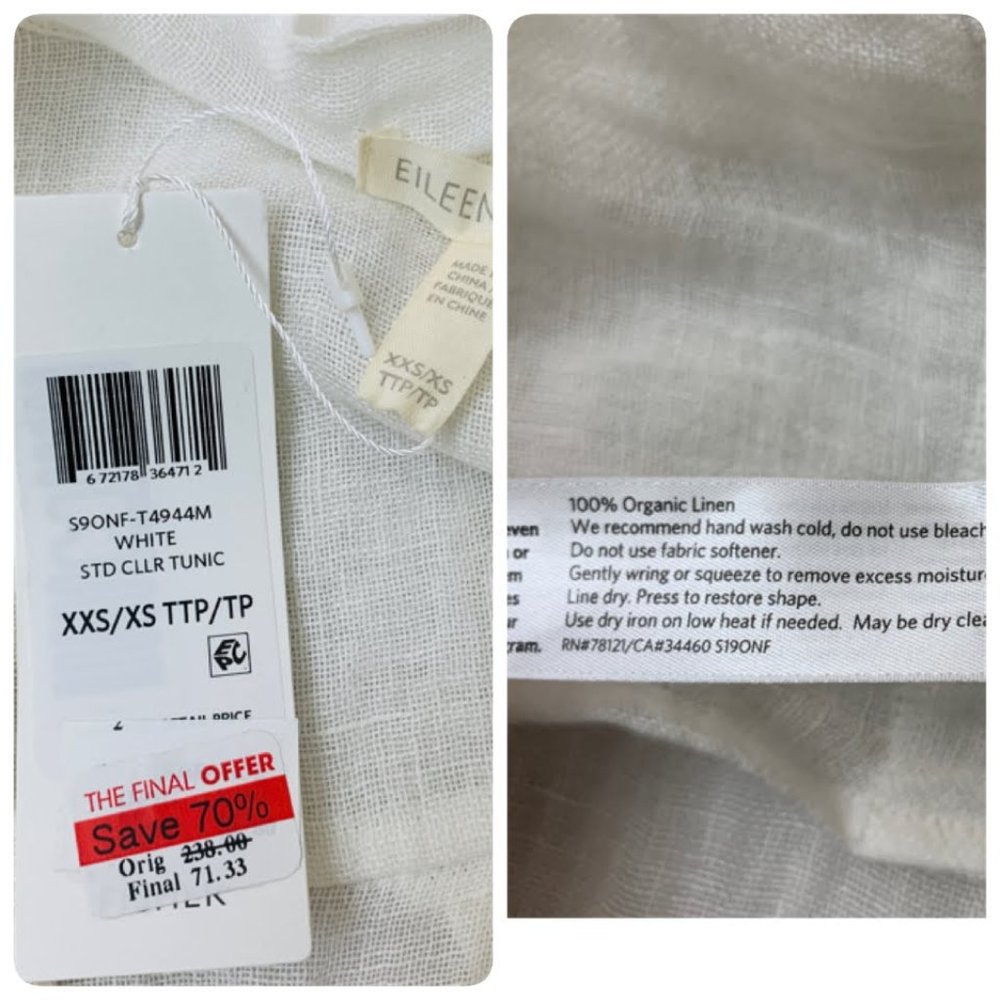 EILEEN
MADE
CHINA
FABRIQUE
EN CHINE
XXS/XS
TTP/TP
6 72178 36471 2
S9ONF-T4944M
WHITE
STD CLLR TUNIC
XXS/XS TTP/TP
EPC
PRICE
THE FINAL OFFER
Save 70%
Orig 238.00
Final 71.33
100% Organic Linen
We recommend hand wash cold, do not use bleach
or Do not use fabric softener.
Gently wring or squeeze to remove excess moistur
Line dry. Press to restore shape.
Use dry iron on low heat if needed. May be dry clea
RN#78121/CA#34460 S19ONF